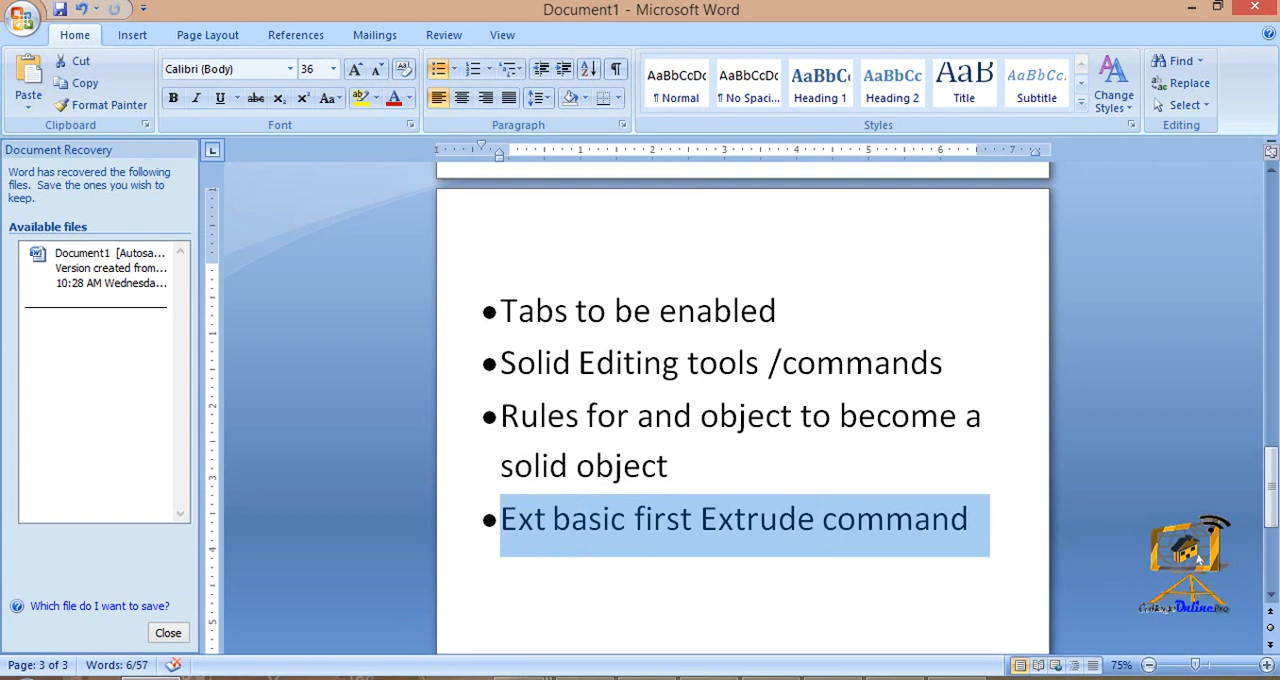 Document1 - Microsoft Word
Home Insert Page Layout References Mailings Review View
Paste Cut Copy Format Painter
Clipboard
Calibri (Body) 36
Font
Paragraph
AaBbCcDc AaBbCcDc AaBbC AaBbCc AaB AaBbCc.
¶ Normal ¶ No Spaci... Heading 1 Heading 2 Title Subtitle
Change Styles
Styles
Find
Replace
Select
Editing
Document Recovery
Word has recovered the following
files. Save the ones you wish to
keep.
Available files
Document1 [Autosa...
Version created from...
10:28 AM Wednesda...
Which file do I want to save?
Close
•Tabs to be enabled
•Solid Editing tools /commands
•Rules for and object to become a
solid object
•Ext basic first Extrude command
College Online Pro
Page: 3 of 3 Words: 6/57 75%